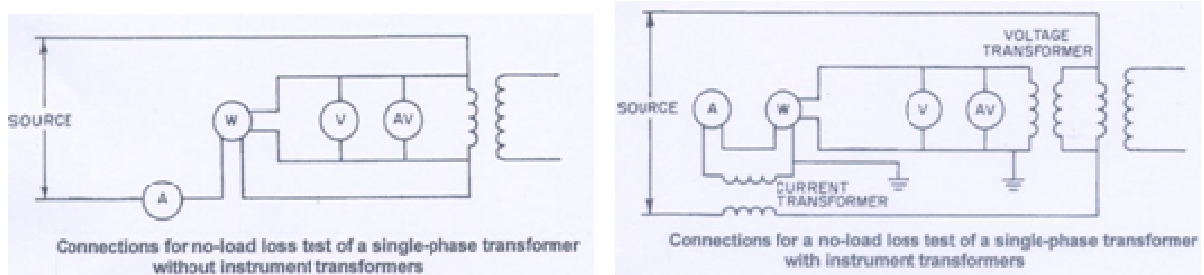 SOURCE
W
V
AV
A
Connections for no-load loss test of a single-phase transformer
without instrument transformers
VOLTAGE
TRANSFORMER
SOURCE
A
W
V
AV
CURRENT
TRANSFORMER
Connections for a no-load loss test of a single-phase transformer
with instrument transformers